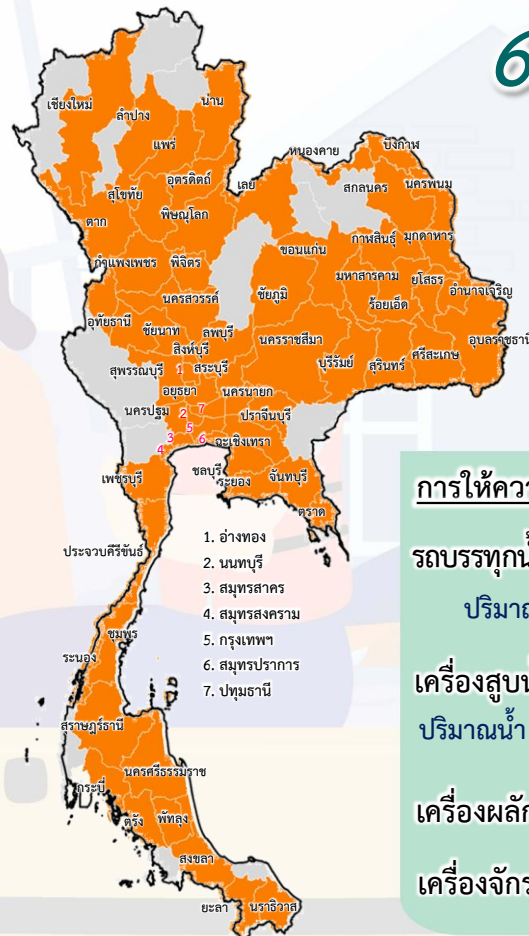 6
เชียงใหม่
น่าน
ลำปาง
แพร่
อุตรดิตถ์
สุโขทัย
เลย
หนองคาย
บึงกาฬ
สกลนคร
นครพนม
ตาก
พิษณุโลก
ขอนแก่น
กาฬสินธุ์
มุกดาหาร
กำแพงเพชร
พิจิตร
มหาสารคาม
ยโสธร
อำนาจเจริญ
ชัยภูมิ
ร้อยเอ็ด
นครสวรรค์
อุทัยธานี
ชัยนาท
ลพบุรี
นครราชสีมา
อุบลราชธานี
สิงห์บุรี
บุรีรัมย์
สุรินทร์
ศรีสะเกษ
สุพรรณบุรี
1
สระบุรี
อยุธยา
นครนายก
นครปฐม
2
7
ปราจีนบุรี
5
3
6
ฉะเชิงเทรา
4
เพชรบุรี
ชลบุรี
ระยอง
จันทบุรี
ตราด
ประจวบคีรีขันธ์
1. อ่างทอง
2. นนทบุรี
3. สมุทรสาคร
4. สมุทรสงคราม
5. กรุงเทพฯ
6. สมุทรปราการ
7. ปทุมธานี
ชุมพร
ระนอง
สุราษฎร์ธานี
นครศรีธรรมราช
กระบี่
ตรัง
พัทลุง
สงขลา
ยะลา
นราธิวาส
การให้ควา
รถบรรทุกน้
ปริมาณ
เครื่องสูบน
ปริมาณน้ำ
เครื่องผลัก
เครื่องจักร